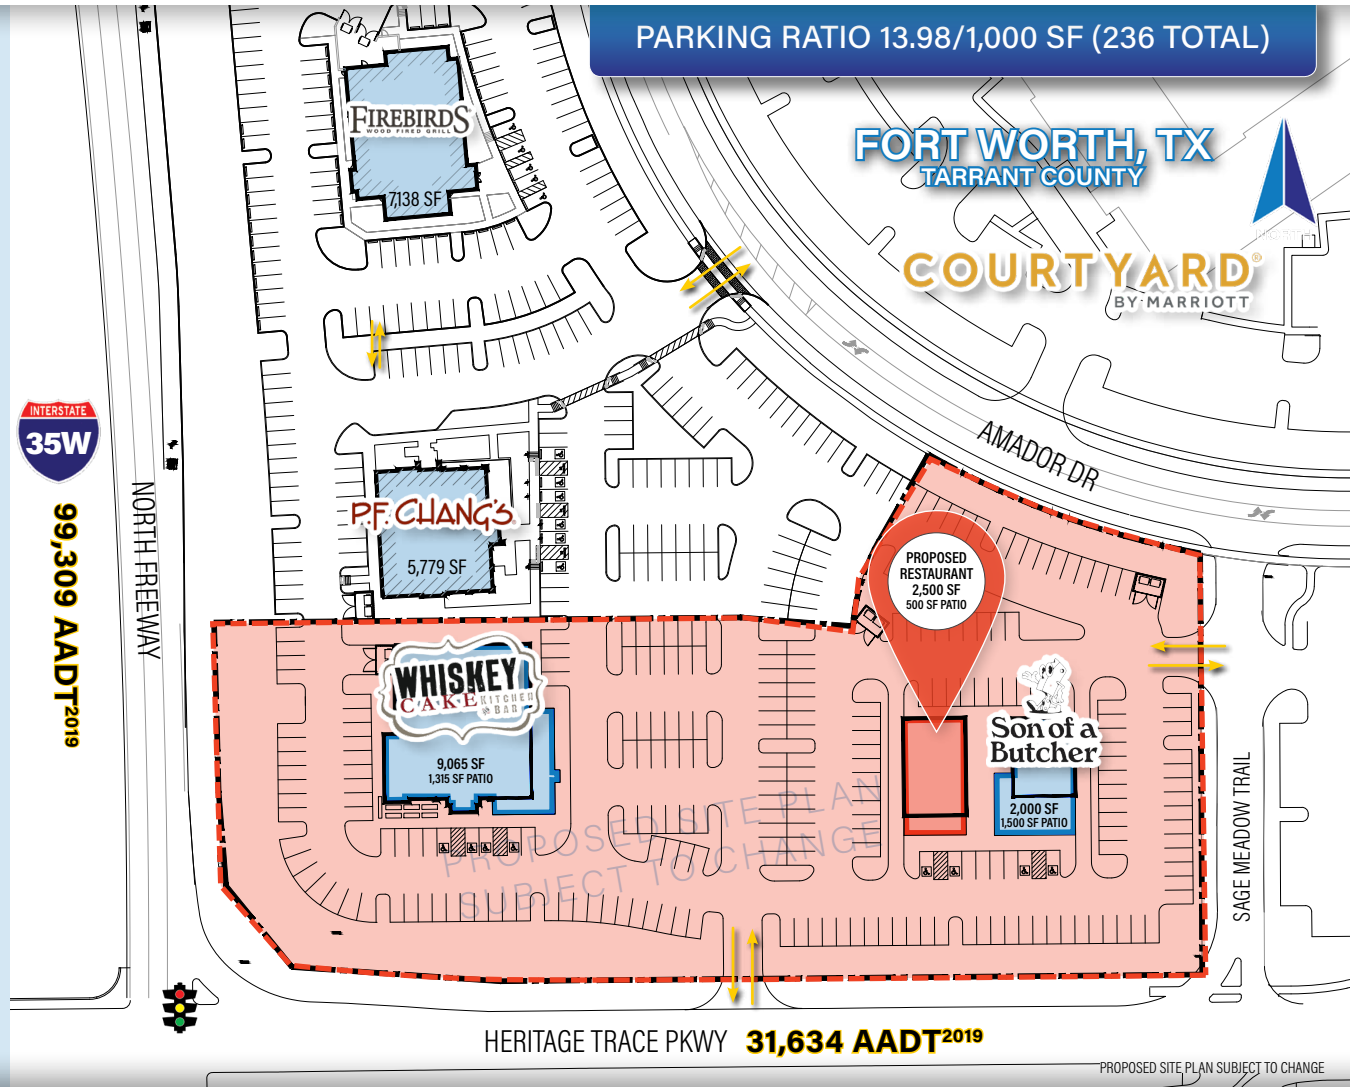 PARKING RATIO 13.98/1,000 SF (236 TOTAL)
FORT WORTH, TX
TARRANT COUNTY
NORTH
COURTYARD®
BY MARRIOTT
FIREBIRDS
WOOD FIRED GRILL
7,138 SF
AMADOR DR
INTERSTATE
35W
99,309 AADT2019
NORTH FREEWAY
P.F. CHANG'S
5,779 SF
PROPOSED
RESTAURANT
2,500 SF
500 SF PATIO
WHISKEY
CAKE KITCHEN
& BAR
9,065 SF
1,315 SF PATIO
Son of a
Butcher
2,000 SF
1,500 SF PATIO
PROPOSED SITE PLAN
SUBJECT TO CHANGE
SAGE MEADOW TRAIL
HERITAGE TRACE PKWY 31,634 AADT2019
PROPOSED SITE PLAN SUBJECT TO CHANGE